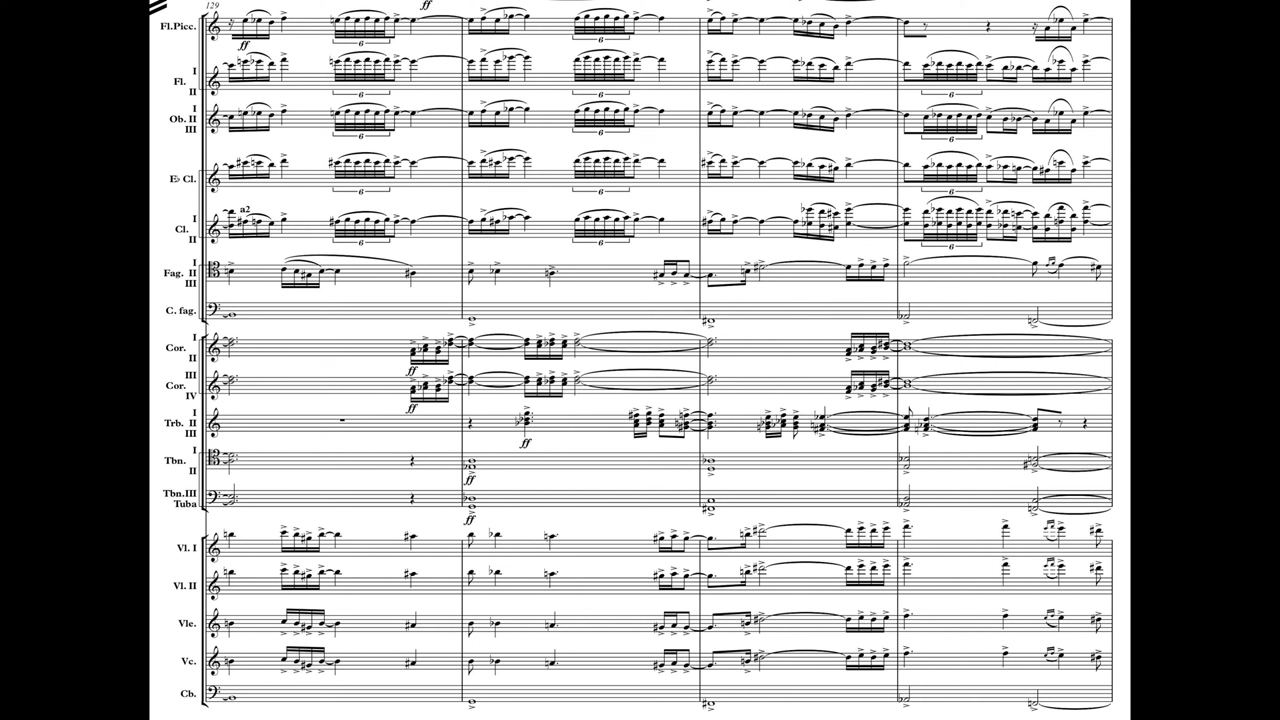 129
ff
Fl.Picc.
ff
6
6
I
Fl.
II
6
6
6
I
Ob. II
III
6
6
6
E♭ Cl.
6
6
6
a2
I
Cl.
II
6
6
6
I
Fag. II
III
C. fag.
I
Cor.
II
ff
I
Cor.
IV
ff
I
Trb. II
III
ff
I
Tbn.
II
ff
Tbn.III
Tuba
ff
Vl. I
Vl. II
Vle.
Vc.
Cb.